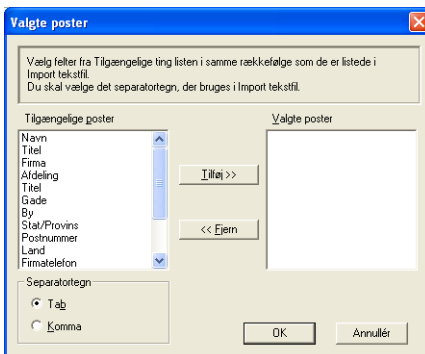 Valgte poster
Vælg felter fra Tilgængelige ting listen i samme rækkefølge som de er listede i
Import tekstfil.
Du skal vælge det separatortegn, der bruges i Import tekstfil.
Tilgængelige poster
Valgte poster
Navn
Titel
Firma
Afdeling
Titel
Gade
By
Stat/Provins
Postnummer
Land
Firmatelefon
Tilføj >>
<< Fjern
Separatortegn
Tab
Komma
OK
Annullér